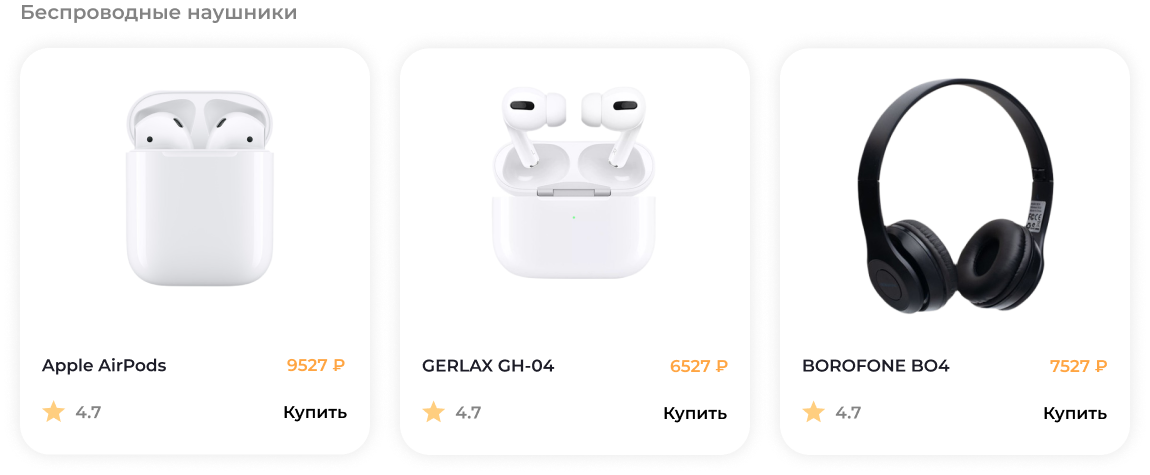 Беспроводные наушники
Apple AirPods 9527 ₽
4.7 Купить
GERLAX GH-04 6527 ₽
4.7 Купить
BOROFONE BO4 7527 ₽
4.7 Купить